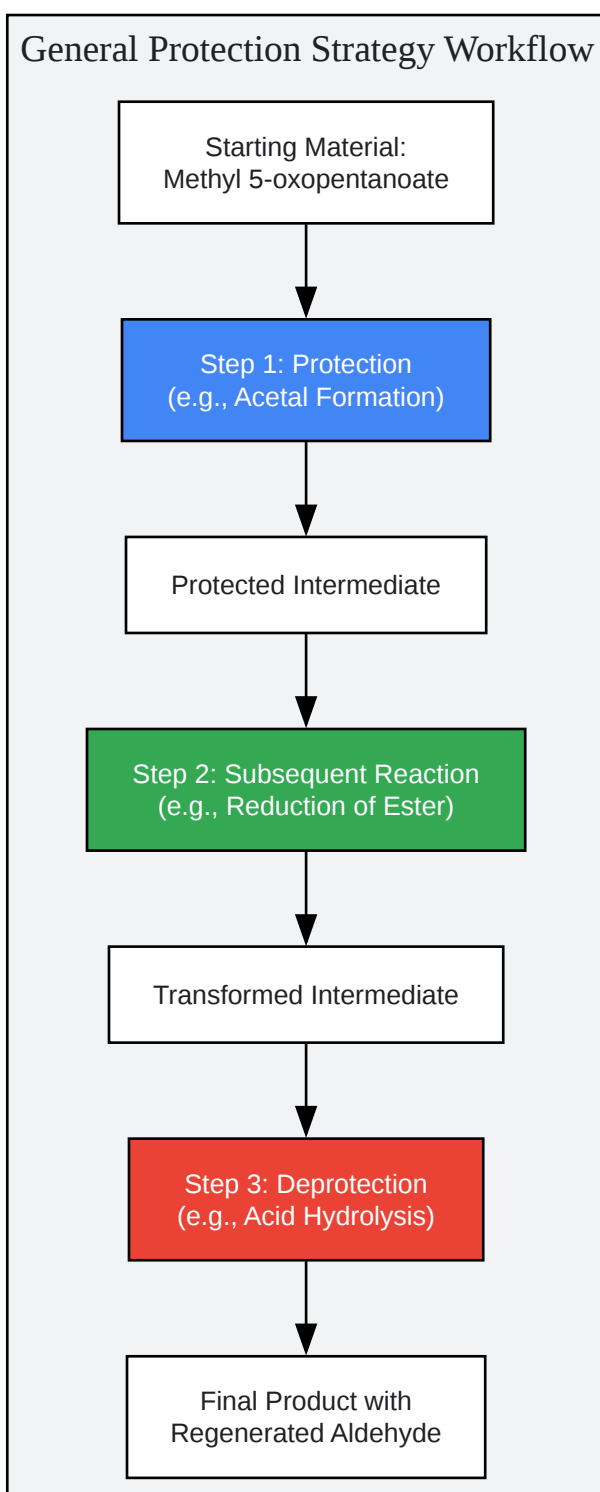 General Protection Strategy Workflow
Starting Material:
Methyl 5-oxopentanoate
Step 1: Protection
(e.g., Acetal Formation)
Protected Intermediate
Step 2: Subsequent Reaction
(e.g., Reduction of Ester)
Transformed Intermediate
Step 3: Deprotection
(e.g., Acid Hydrolysis)
Final Product with
Regenerated Aldehyde